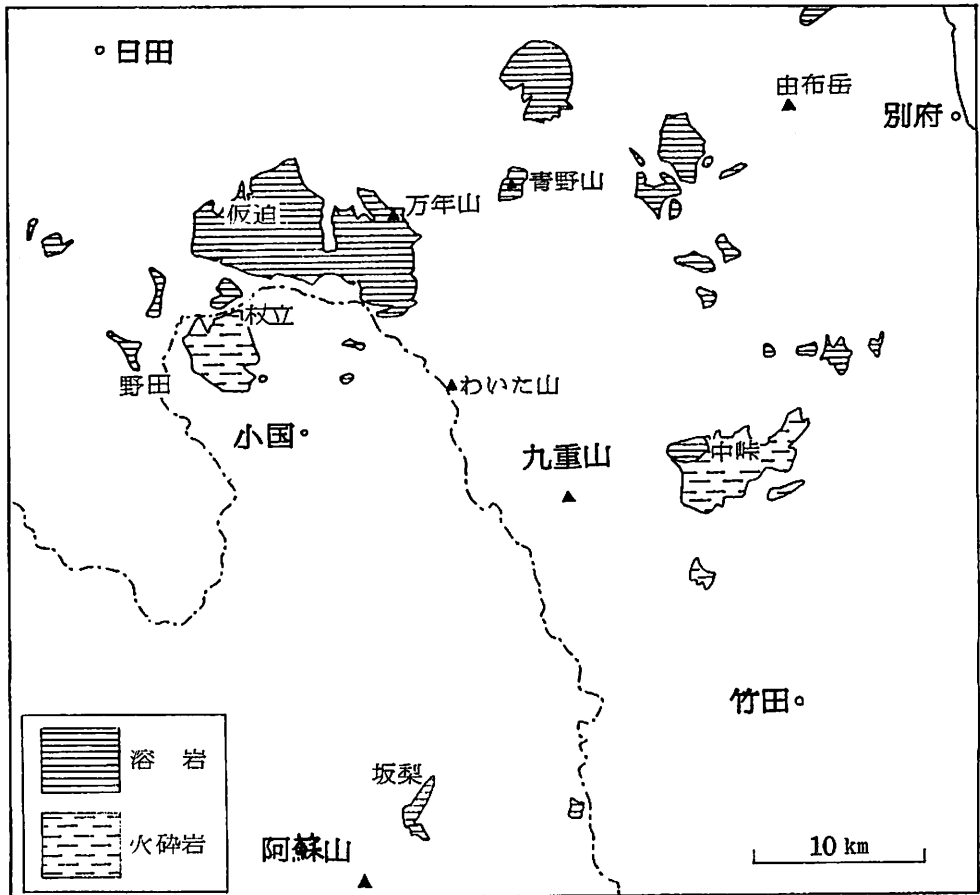 日田
由布岳
別府
青野山
万年山
仮迫
杖立
野田
わいた山
小国
九重山
中峠
竹田
坂梨
溶 岩
火砕岩
阿蘇山
10 km